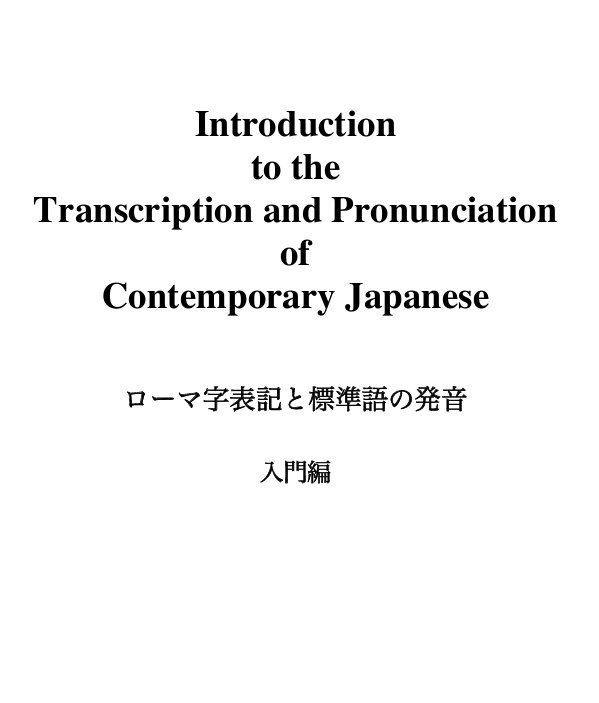 Introduction
to the
Transcription and Pronunciation
of
Contemporary Japanese
ローマ字表記と標準語の発音
入門編